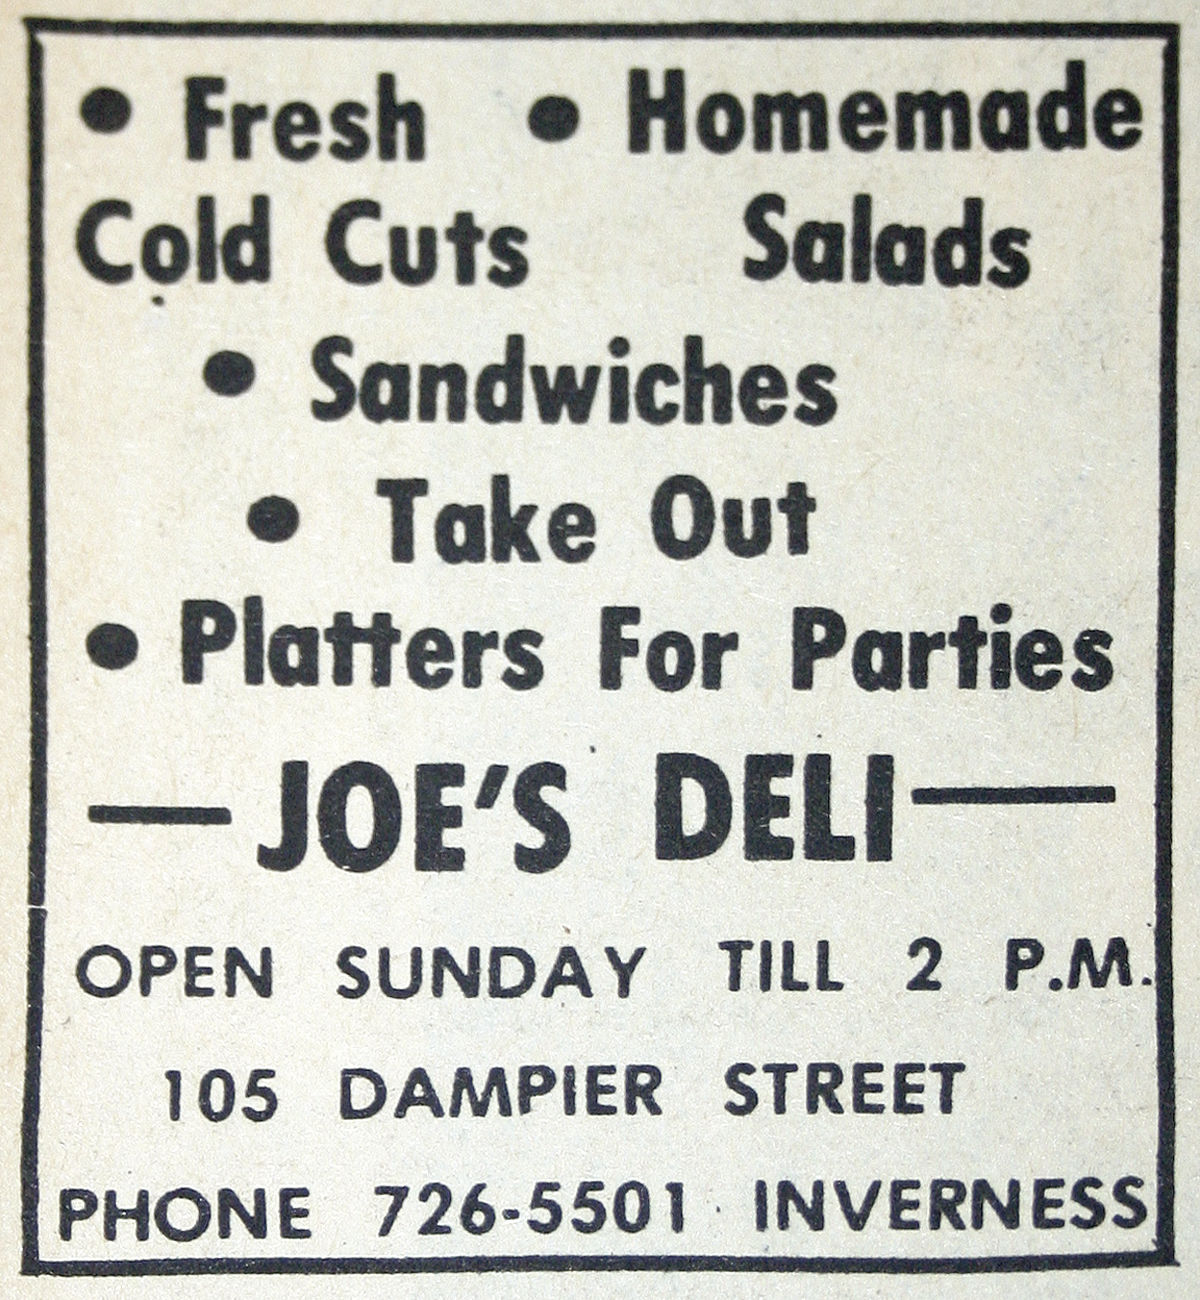 • Fresh • Homemade
Cold Cuts Salads
• Sandwiches
• Take Out
• Platters For Parties
—JOE'S DELI—
OPEN SUNDAY TILL 2 P.M.
105 DAMPIER STREET
PHONE 726-5501 INVERNESS